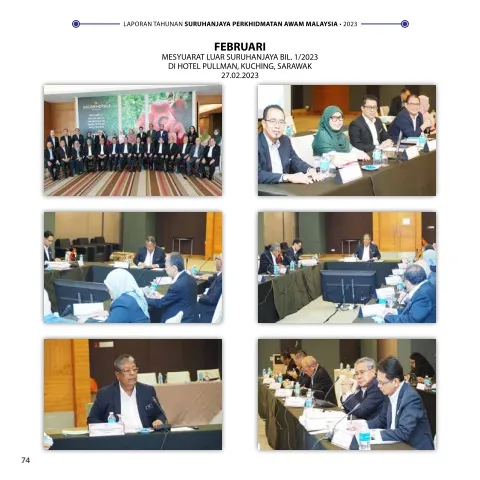 LAPORAN TAHUNAN SURUHANJAYA PERKHIDMATAN AWAM MALAYSIA • 2023
FEBRUARI
MESYUARAT LUAR SURUHANJAYA BIL. 1/2023
DI HOTEL PULLMAN, KUCHING, SARAWAK
27.02.2023
74